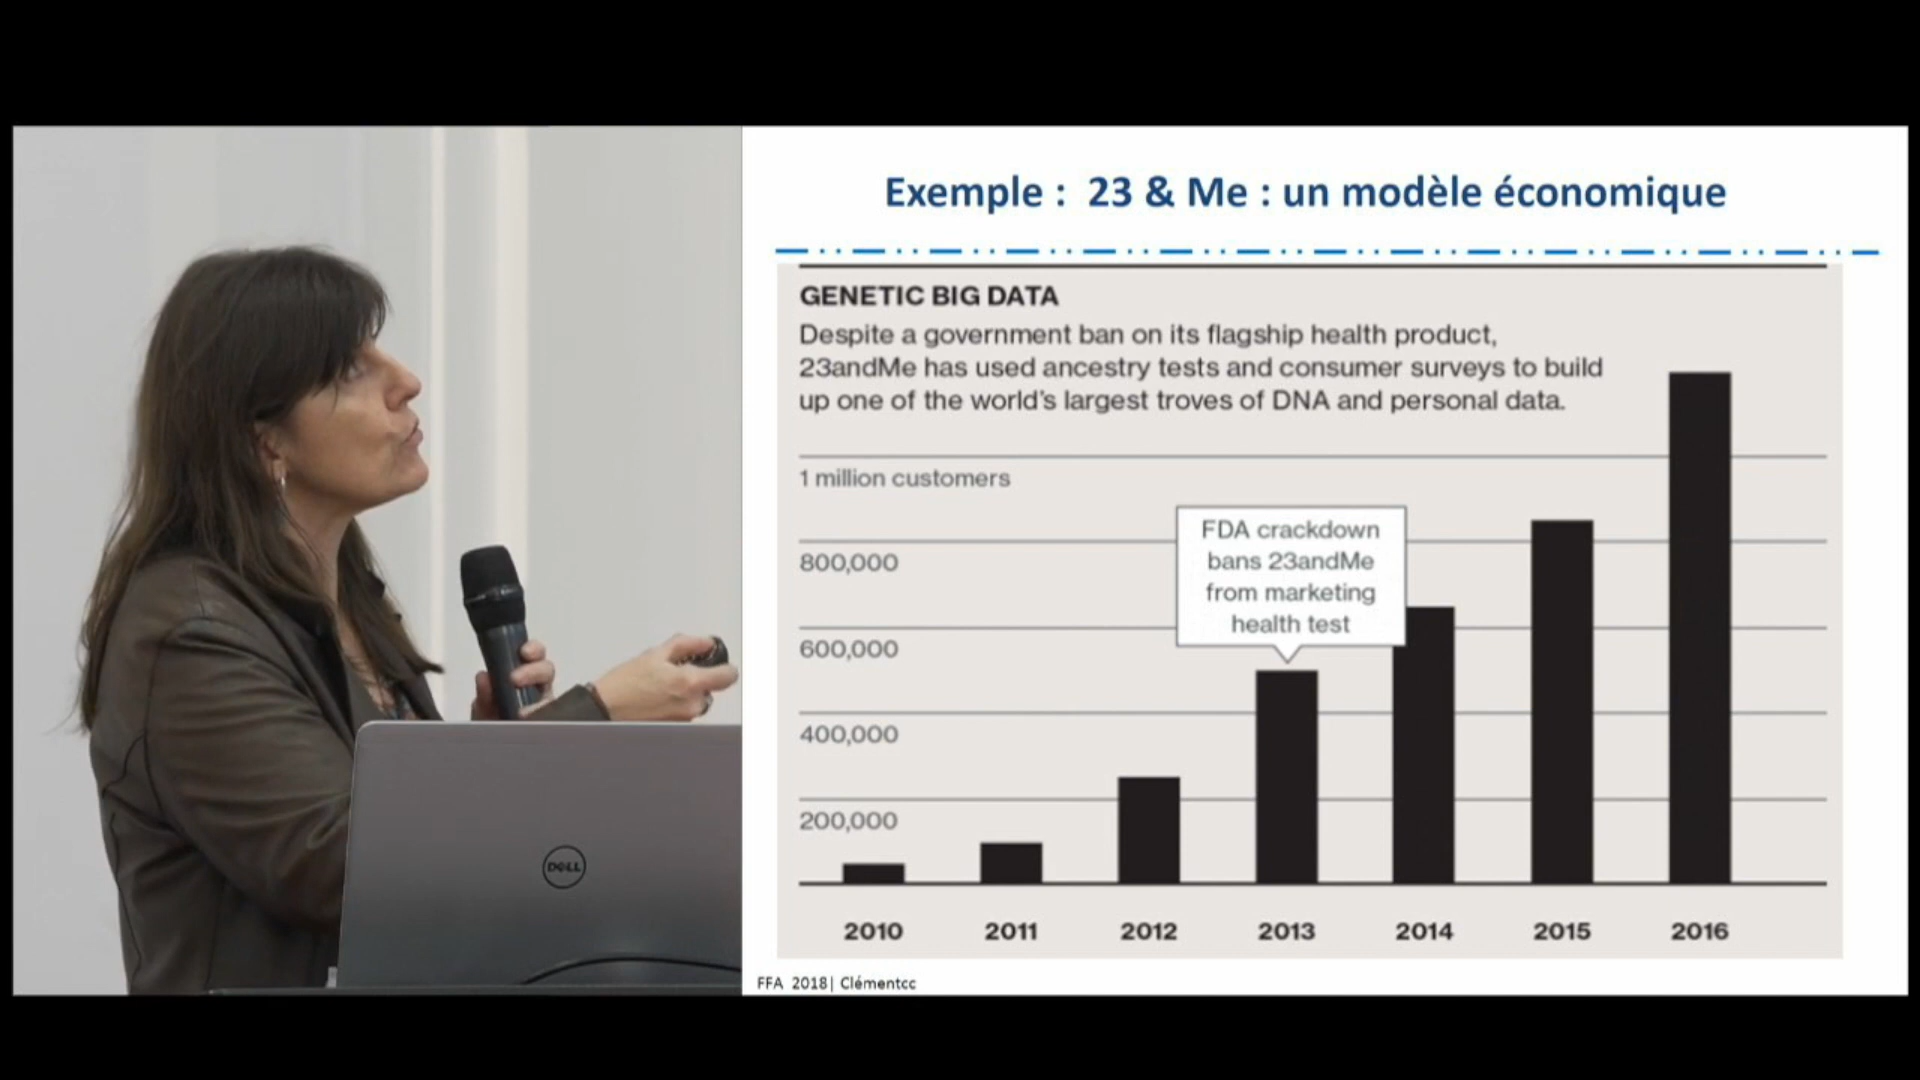 Exemple : 23 & Me : un modèle économique
GENETIC BIG DATA
Despite a government ban on its flagship health product,
23andMe has used ancestry tests and consumer surveys to build
up one of the world's largest troves of DNA and personal data.
1 million customers
800,000
600,000
400,000
200,000
FDA crackdown
bans 23andMe
from marketing
health test
2010 2011 2012 2013 2014 2015 2016
FFA 2018| Clémentcc
DELL